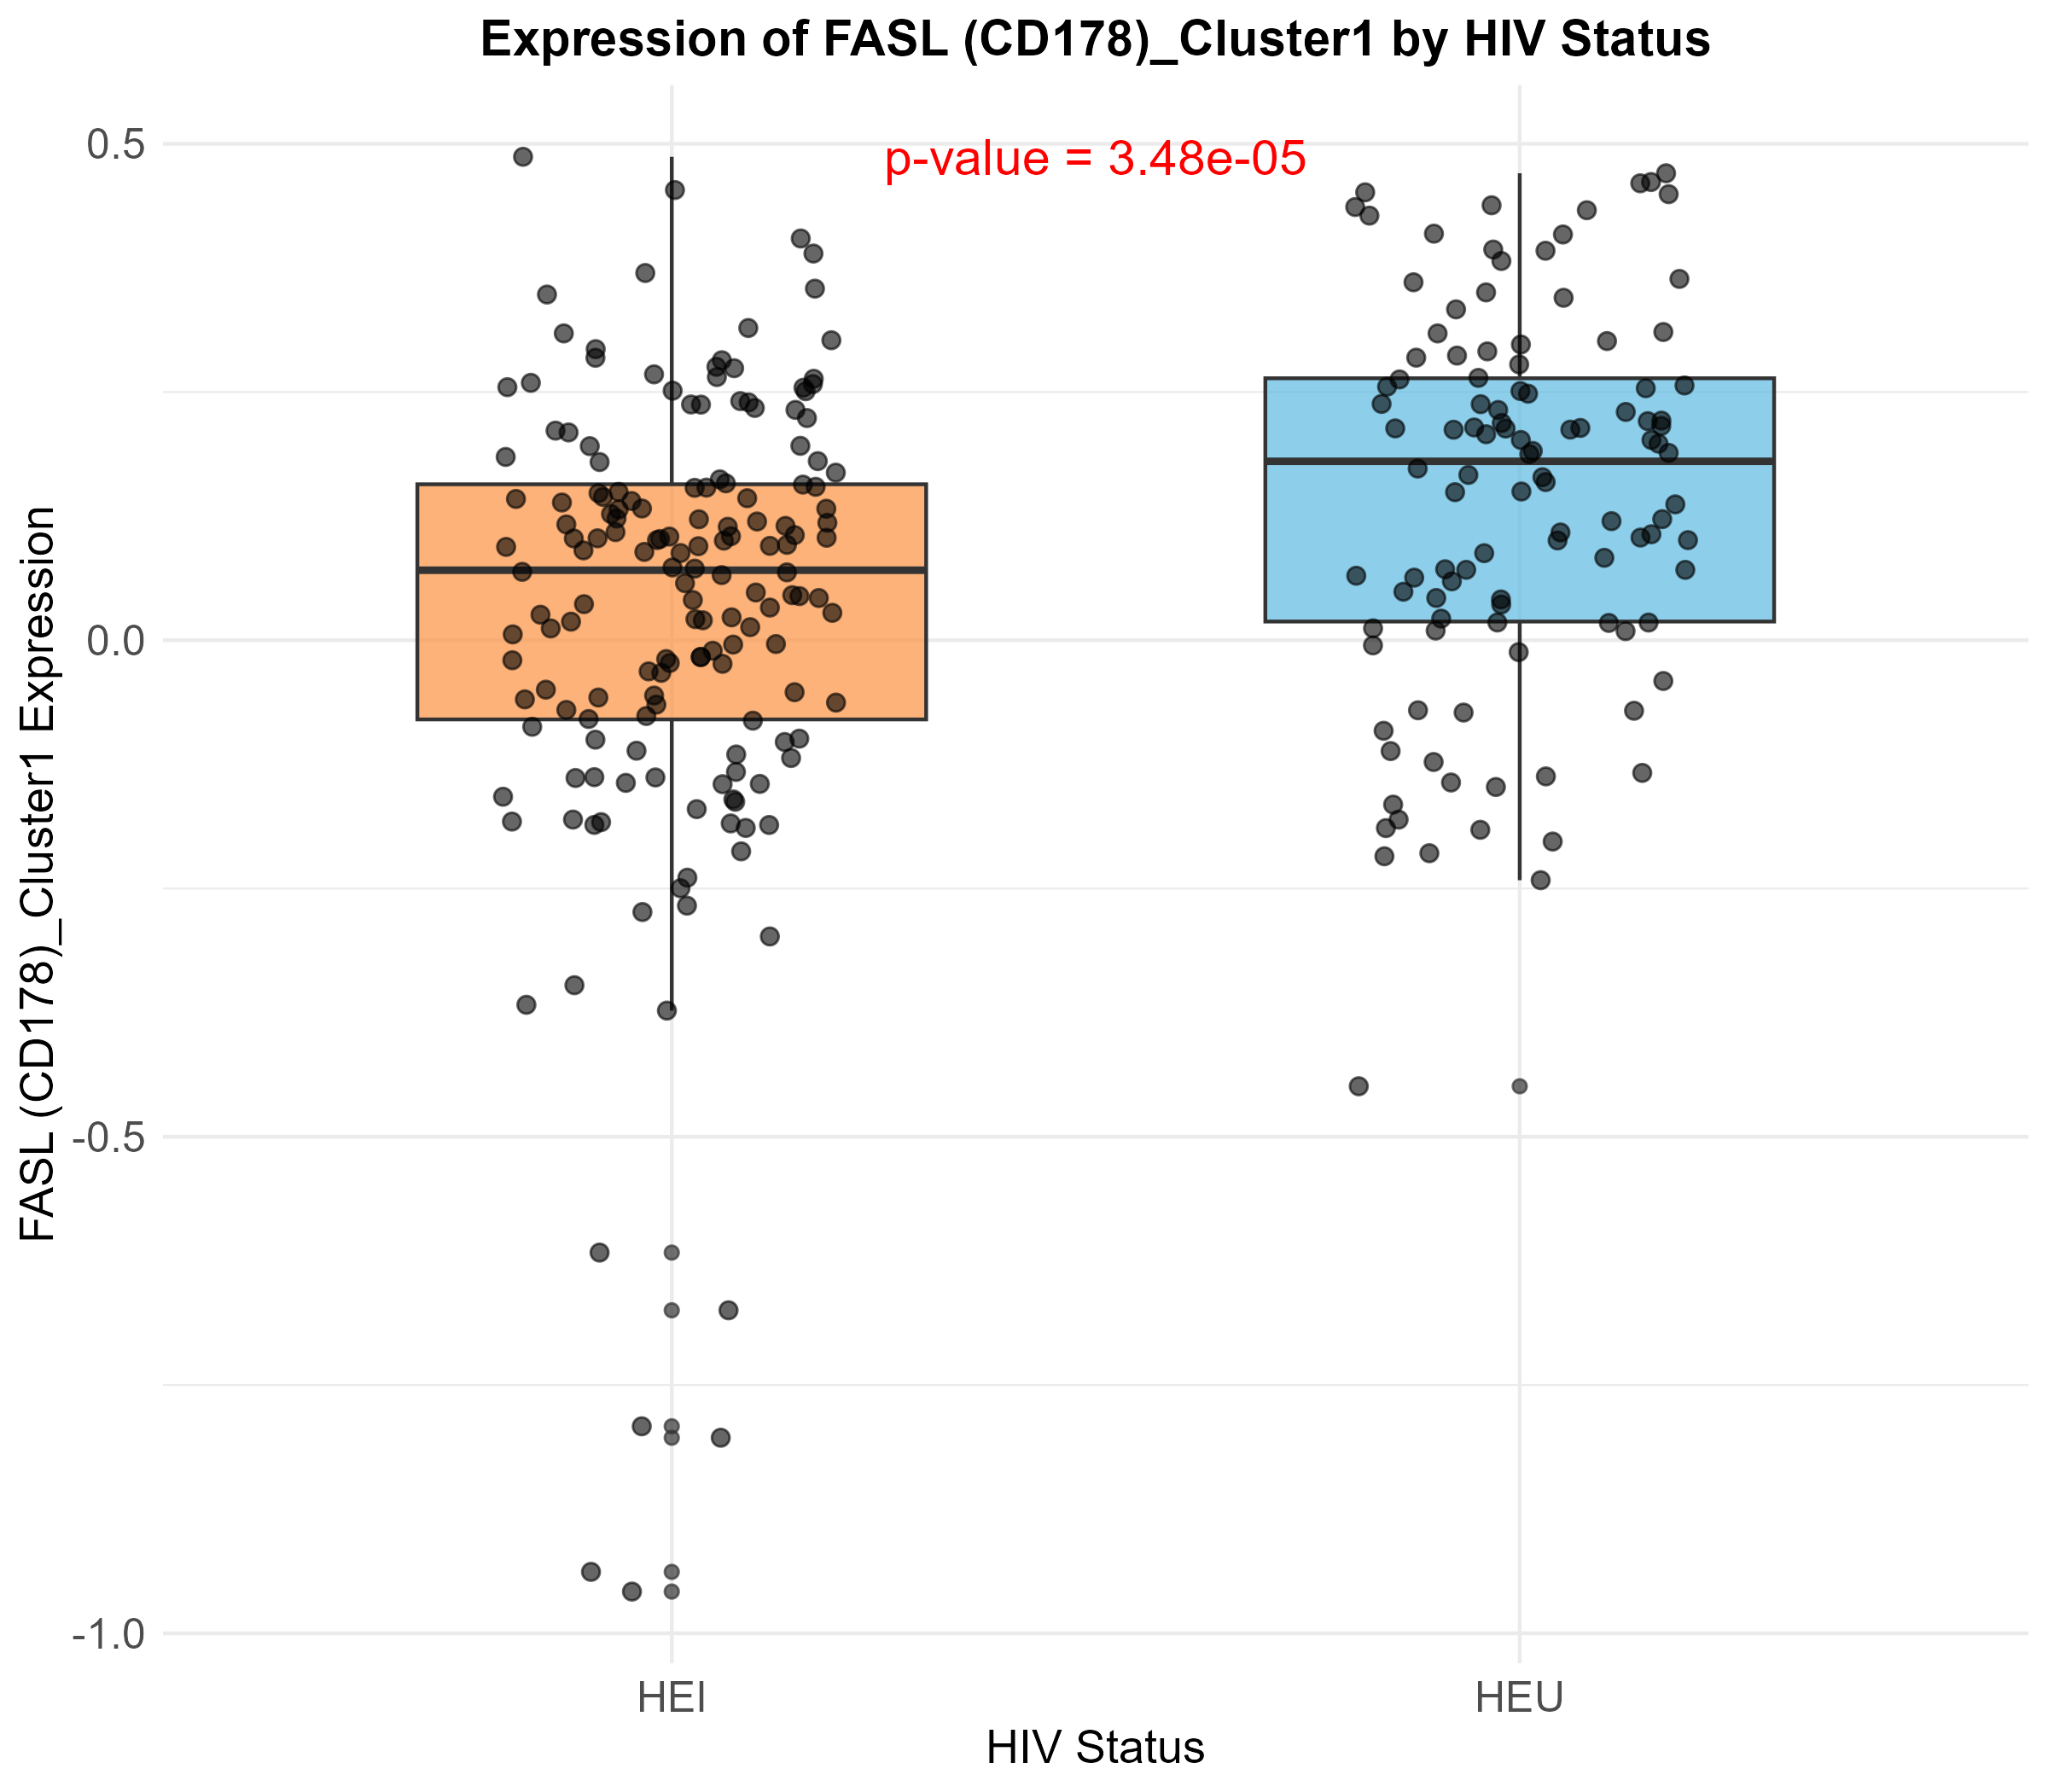 Expression of FASL (CD178)_Cluster1 by HIV Status
p-value = 3.48e-05
FASL (CD178)_Cluster1 Expression
0.5
0.0
-0.5
-1.0
HEI
HEU
HIV Status